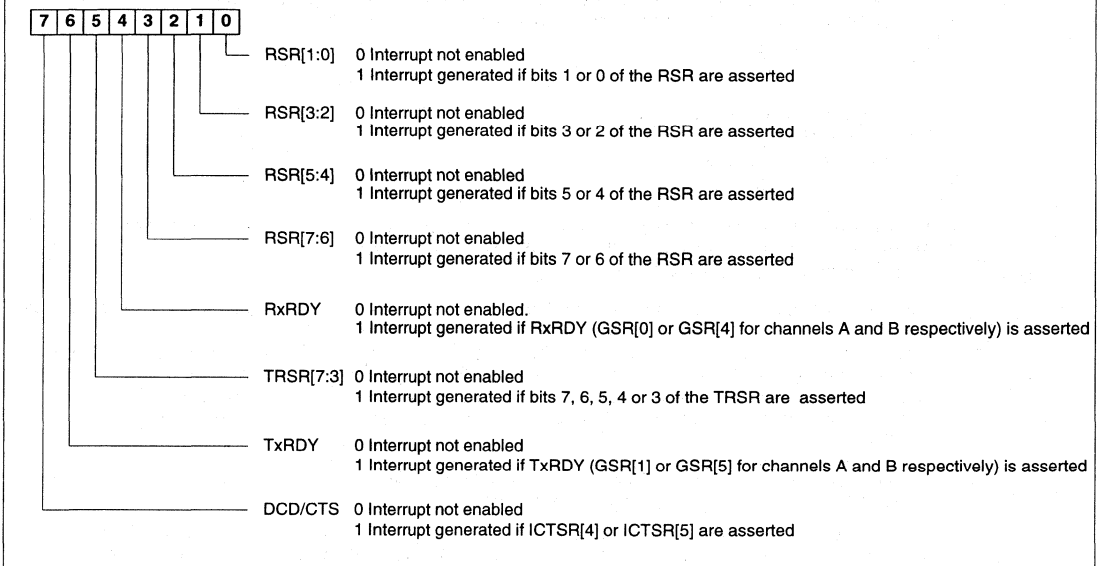 7 6 5 4 3 2 1 0
RSR[1:0] 0 Interrupt not enabled
1 Interrupt generated if bits 1 or 0 of the RSR are asserted
RSR[3:2] 0 Interrupt not enabled
1 Interrupt generated if bits 3 or 2 of the RSR are asserted
RSR[5:4] 0 Interrupt not enabled
1 Interrupt generated if bits 5 or 4 of the RSR are asserted
RSR[7:6] 0 Interrupt not enabled
1 Interrupt generated if bits 7 or 6 of the RSR are asserted
RxRDY 0 Interrupt not enabled.
1 Interrupt generated if RxRDY (GSR[0] or GSR[4] for channels A and B respectively) is asserted
TRSR[7:3] 0 Interrupt not enabled
1 Interrupt generated if bits 7, 6, 5, 4 or 3 of the TRSR are asserted
TxRDY 0 Interrupt not enabled
1 Interrupt generated if TxRDY (GSR[1] or GSR[5] for channels A and B respectively) is asserted
DCD/CTS 0 Interrupt not enabled
1 Interrupt generated if ICTSR[4] or ICTSR[5] are asserted